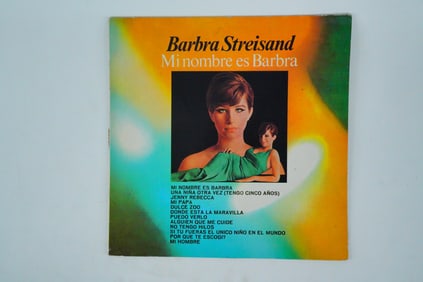 Barbra Streisand
Mi nombre es Barbra
MI NOMBRE ES BARBRA
UNA NIÑA OTRA VEZ (TENGO CINCO AÑOS)
JENNY REBECCA
MI PAPA
DULCE ZOO
DONDE ESTA LA MARAVILLA
PUEDO VERLO
ALGUIEN QUE ME CUIDE
NO TENGO HILOS
SI TU FUERAS EL UNICO NIÑO EN EL MUNDO
POR QUE TE ESCOGI?
MI HOMBRE